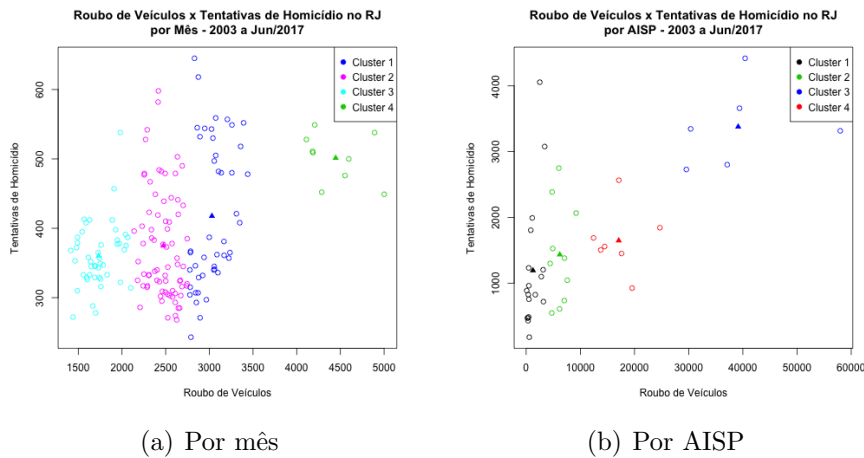 Roubo de Veículos x Tentativas de Homicídio no RJ
por Mês - 2003 a Jun/2017
Cluster 1
Cluster 2
Cluster 3
Cluster 4
Tentativas de Homicídio
600
500
400
300
1500 2000 2500 3000 3500 4000 4500 5000
Roubo de Veículos
(a) Por mês
Roubo de Veículos x Tentativas de Homicídio no RJ
por AISP - 2003 a Jun/2017
Cluster 1
Cluster 2
Cluster 3
Cluster 4
Tentativas de Homicídio
4000
3000
2000
1000
0 10000 20000 30000 40000 50000 60000
Roubo de Veículos
(b) Por AISP